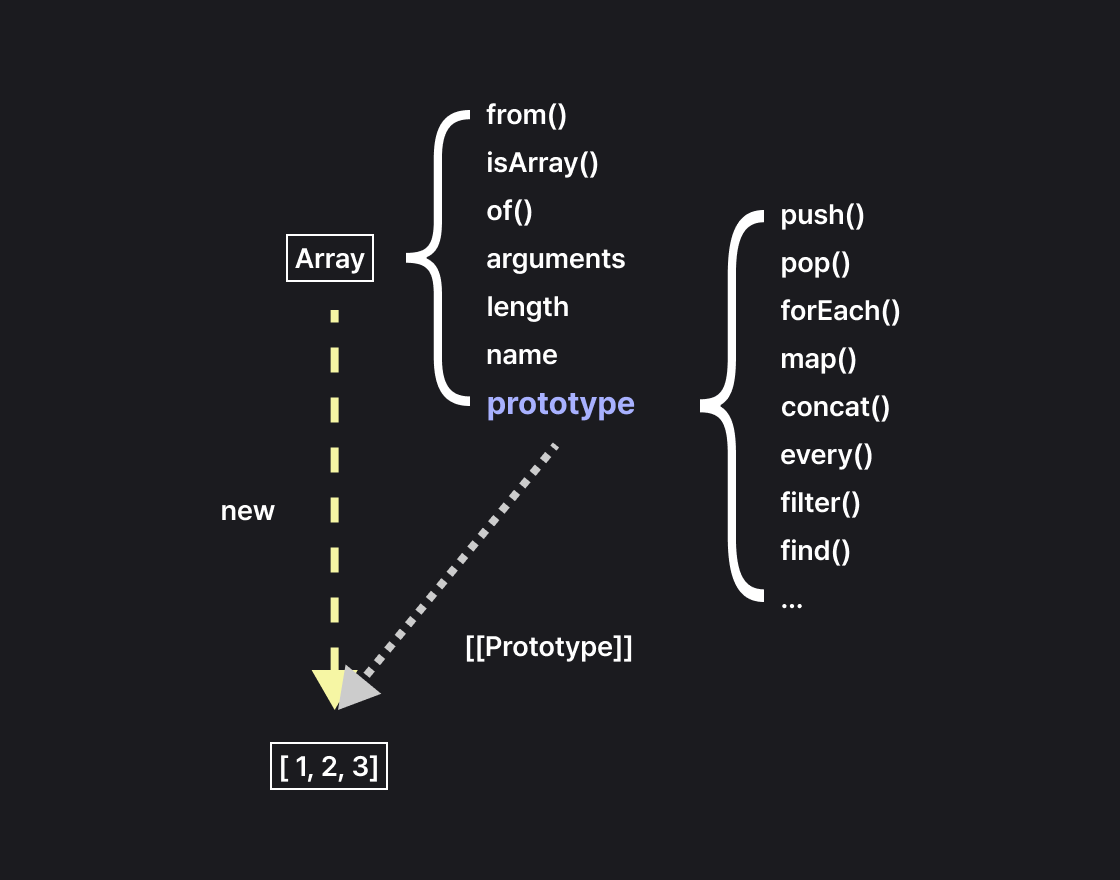 Array
from()
isArray()
of()
arguments
length
name
prototype
push()
pop()
forEach()
map()
concat()
every()
filter()
find()
...
new
[[Prototype]]
[ 1, 2, 3]